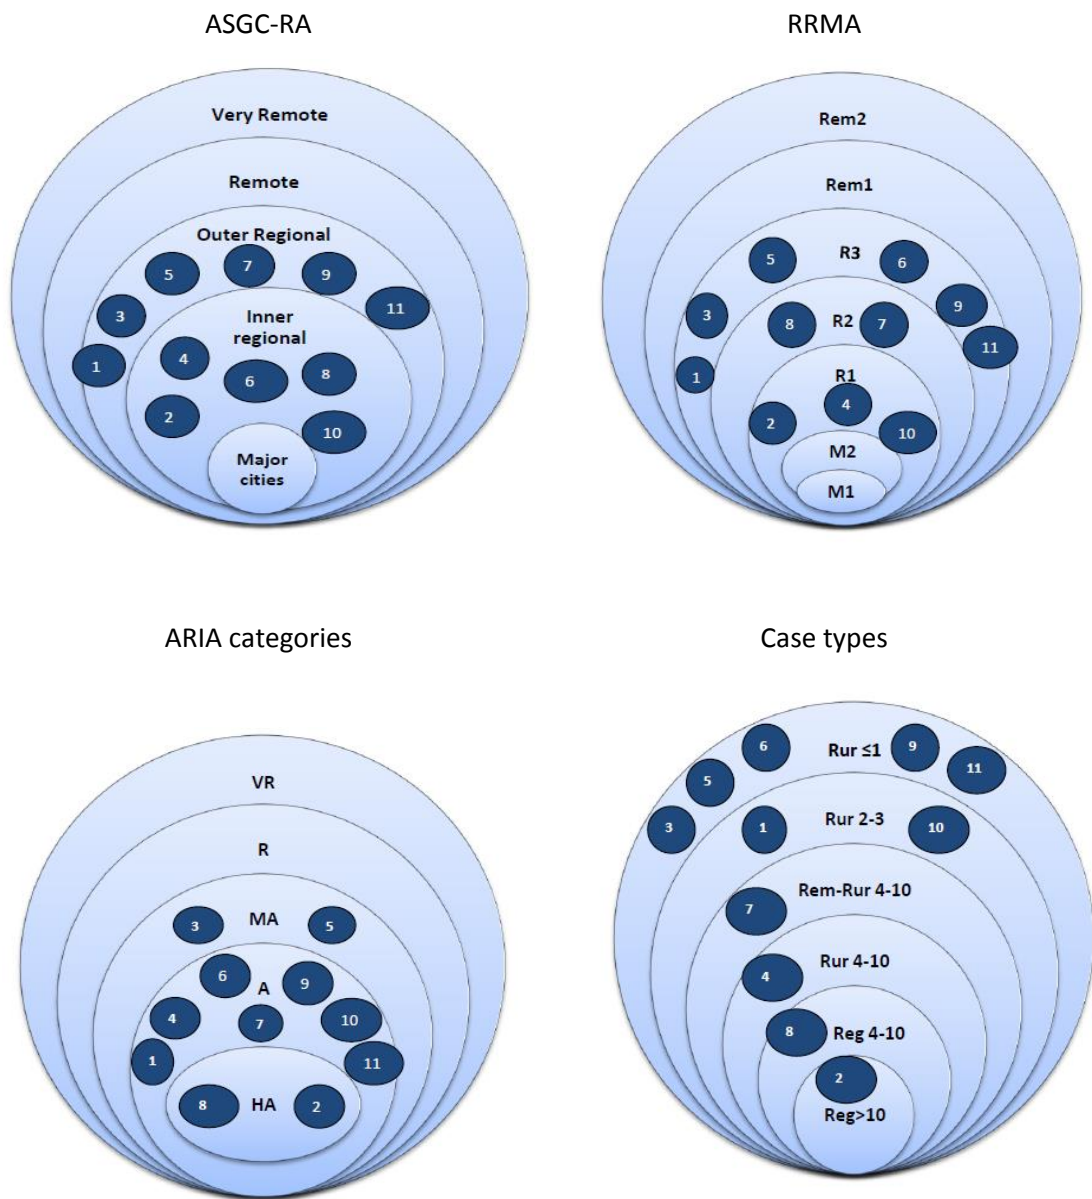 ASGC-RA
Very Remote
Remote
Outer Regional
5
7
9
3
11
Inner
regional
1
4
6
8
2
10
Major
cities
RRMA
Rem2
Rem1
R3
5
6
3
9
8
R2
7
11
1
R1
4
2
10
M2
M1
ARIA categories
VR
R
MA
3
5
6
A
9
4
7
10
1
11
8
HA
2
Case types
6
Rur ≤1
9
5
11
3
Rur 2-3
1
10
Rem-Rur 4-10
7
Rur 4-10
4
8
Reg 4-10
2
Reg>10